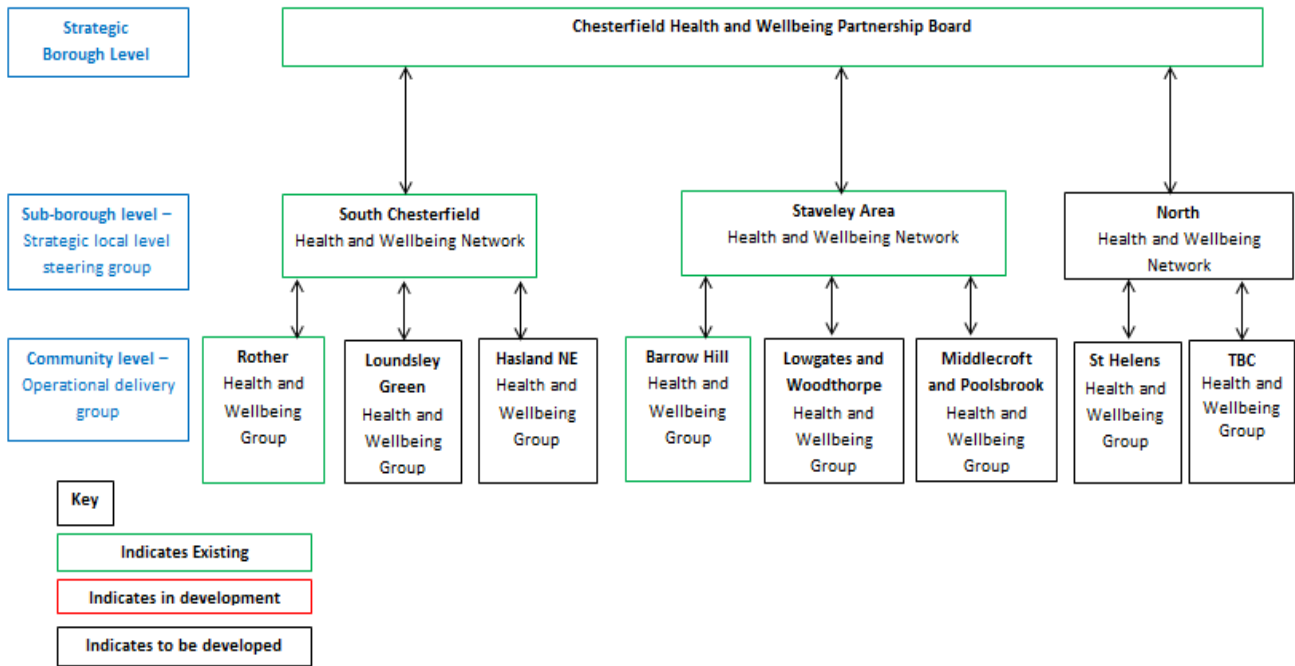 Strategic
Borough Level
Chesterfield Health and Wellbeing Partnership Board
Sub-borough level –
Strategic local level
steering group
South Chesterfield
Health and Wellbeing Network
Staveley Area
Health and Wellbeing Network
North
Health and Wellbeing
Network
Community level –
Operational delivery
group
Rother
Health and
Wellbeing
Group
Loundsley
Green
Health and
Wellbeing
Group
Hasland NE
Health and
Wellbeing
Group
Barrow Hill
Health and
Wellbeing
Group
Lowgates and
Woodthorpe
Health and
Wellbeing
Group
Middlecroft
and Poolsbrook
Health and
Wellbeing
Group
St Helens
Health and
Wellbeing
Group
TBC
Health and
Wellbeing
Group
Key
Indicates Existing
Indicates in development
Indicates to be developed